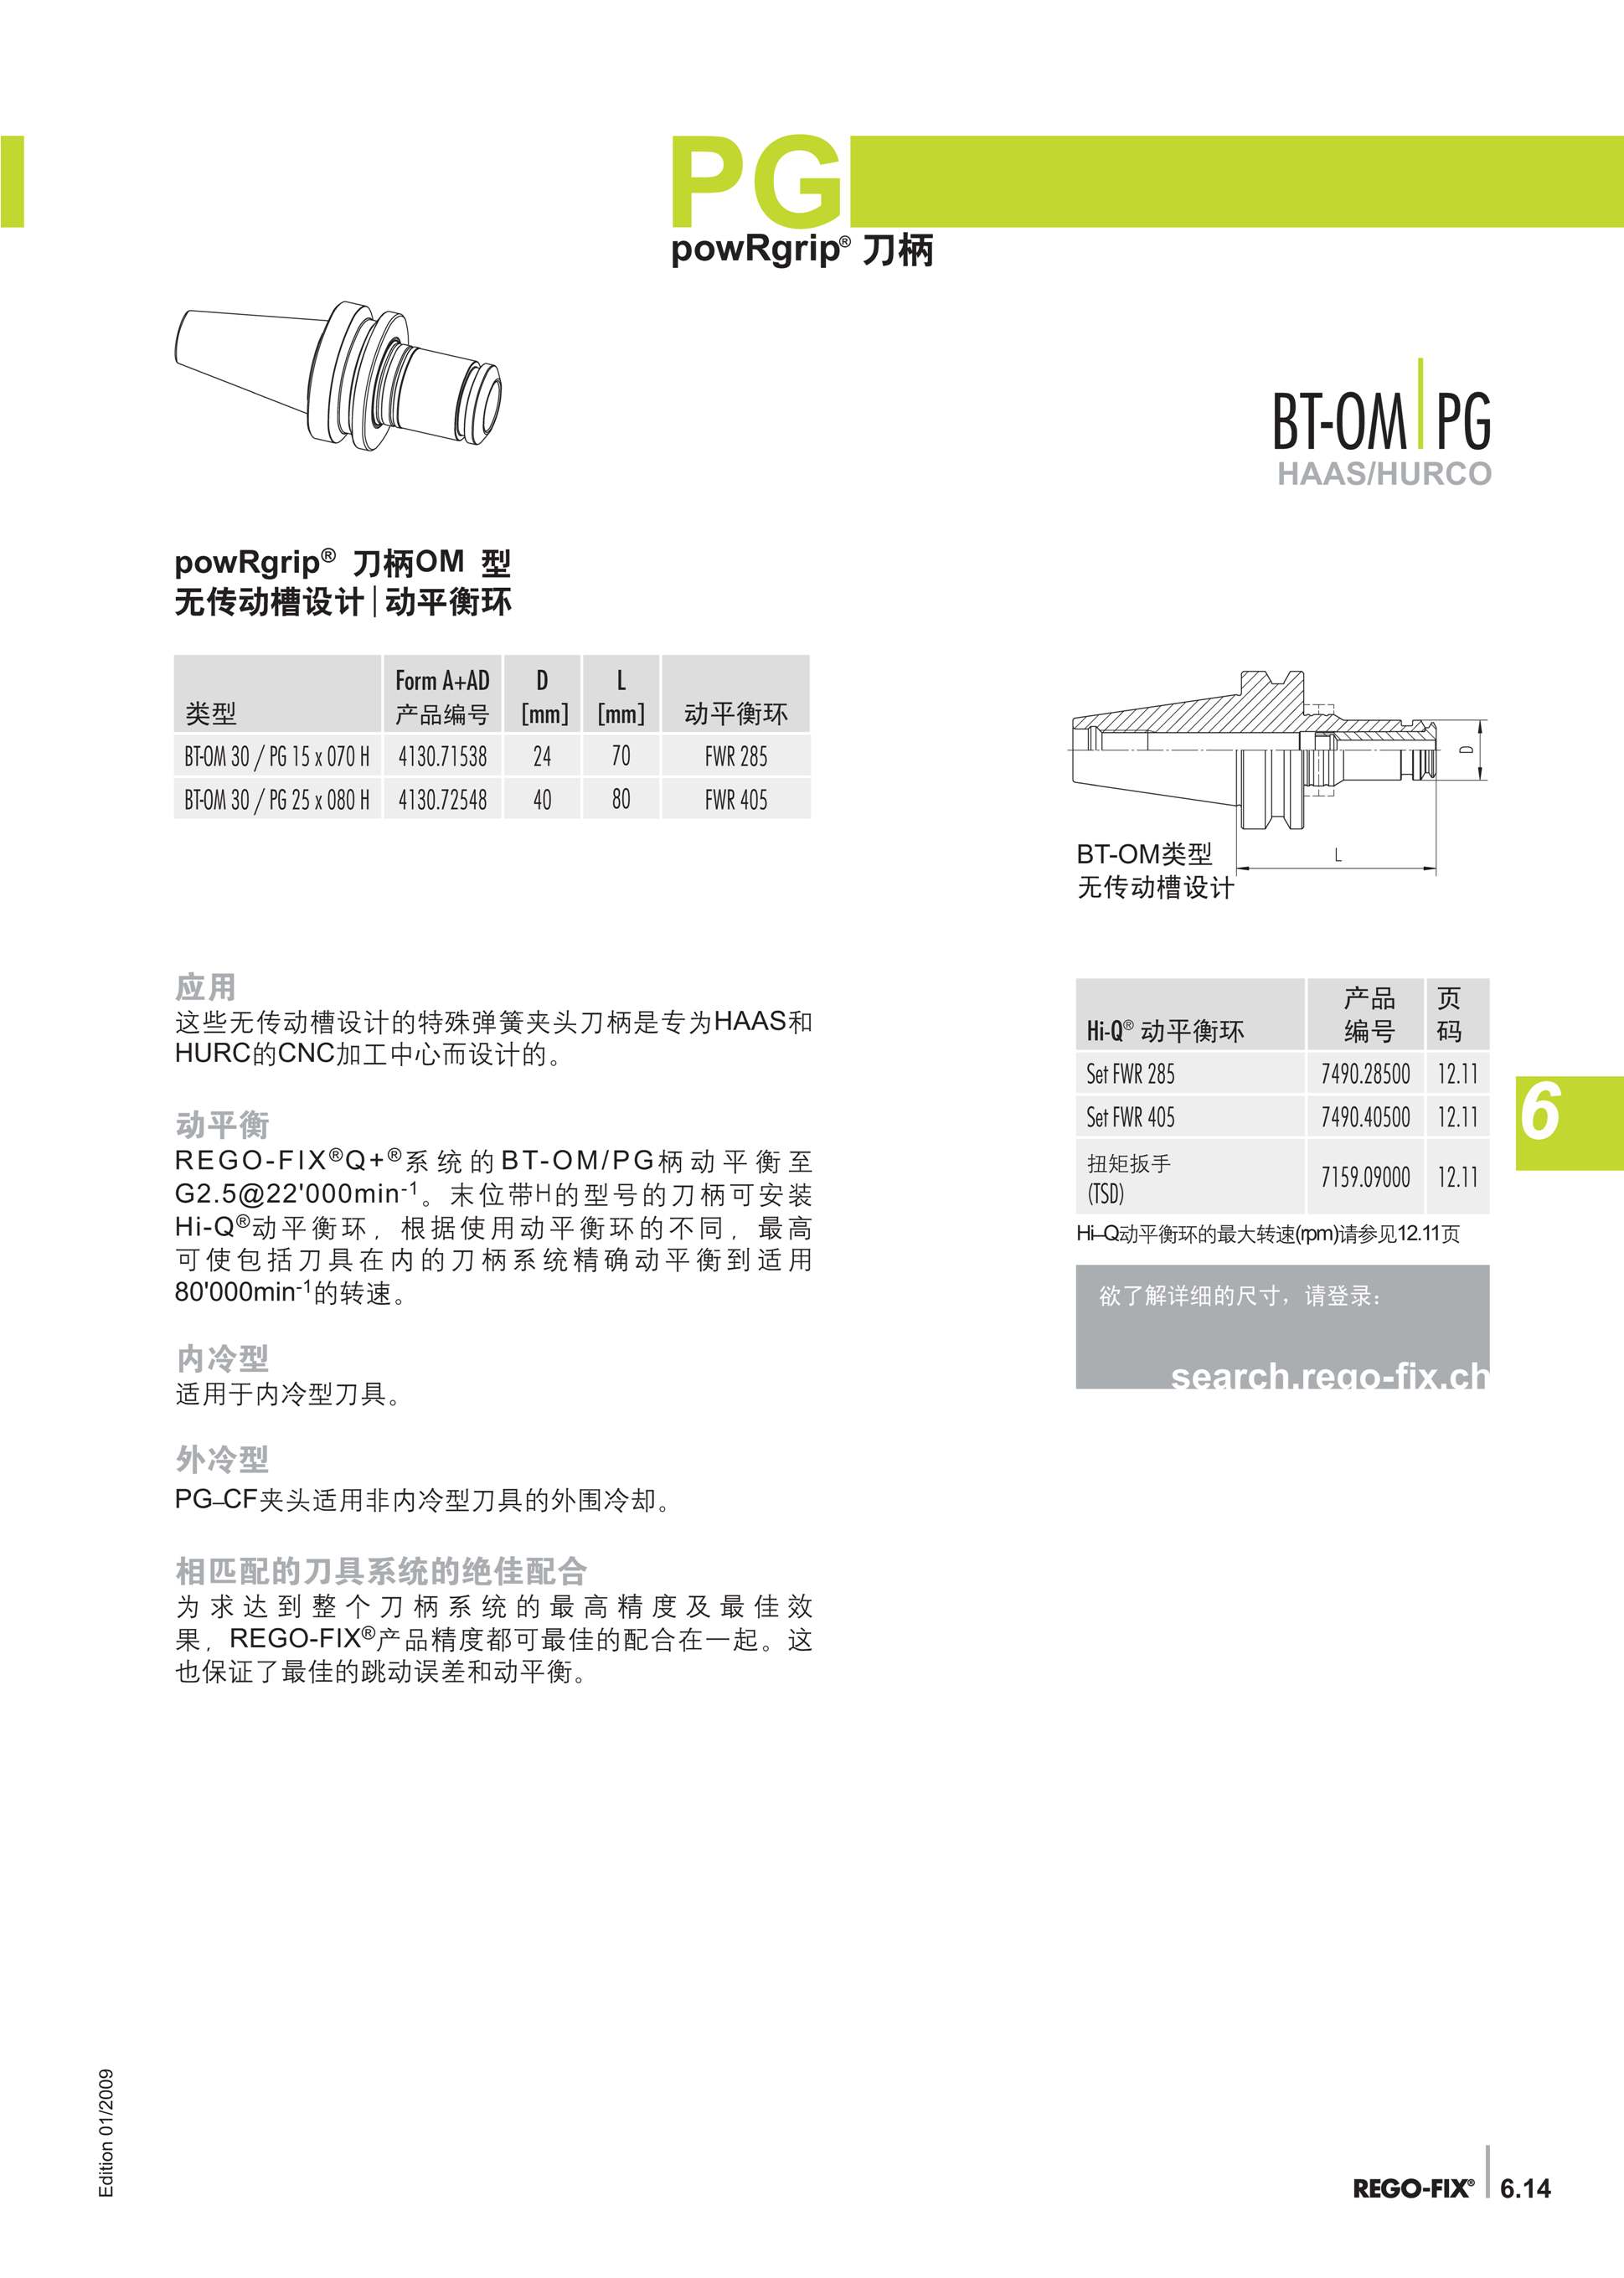 PG
powRgrip® 刀柄
BT-OM PG
HAAS/HURCO
powRgrip® 刀柄OM 型
无传动槽设计|动平衡环
类型 Form A+AD 产品编号 D [mm] L [mm] 动平衡环
BT-OM 30 / PG 15 x 070 H 4130.71538 24 70 FWR 285
BT-OM 30 / PG 25 x 080 H 4130.72548 40 80 FWR 405
D
L
BT-OM类型
无传动槽设计
应用
这些无传动槽设计的特殊弹簧夹头刀柄是专为HAAS和
HURC的CNC加工中心而设计的。
动平衡
REGO-FIX®Q+®系统的BT-OM/PG柄动平衡至
G2.5@22'000min-1。末位带H的型号的刀柄可安装
Hi-Q®动平衡环，根据使用动平衡环的不同，最高
可使包括刀具在内的刀柄系统精确动平衡到适用
80'000min-1的转速。
内冷型
适用于内冷型刀具。
外冷型
PG–CF夹头适用非内冷型刀具的外围冷却。
相匹配的刀具系统的绝佳配合
为求达到整个刀柄系统的最高精度及最佳效
果，REGO-FIX®产品精度都可最佳的配合在一起。这
也保证了最佳的跳动误差和动平衡。
Hi-Q® 动平衡环 产品编号 页码
Set FWR 285 7490.28500 12.11
Set FWR 405 7490.40500 12.11
扭矩扳手 (TSD) 7159.09000 12.11
Hi–Q动平衡环的最大转速(rpm)请参见12.11页
欲了解详细的尺寸，请登录：
search.rego-fix.ch
6
Edition 01/2009
REGO-FIX® 6.14